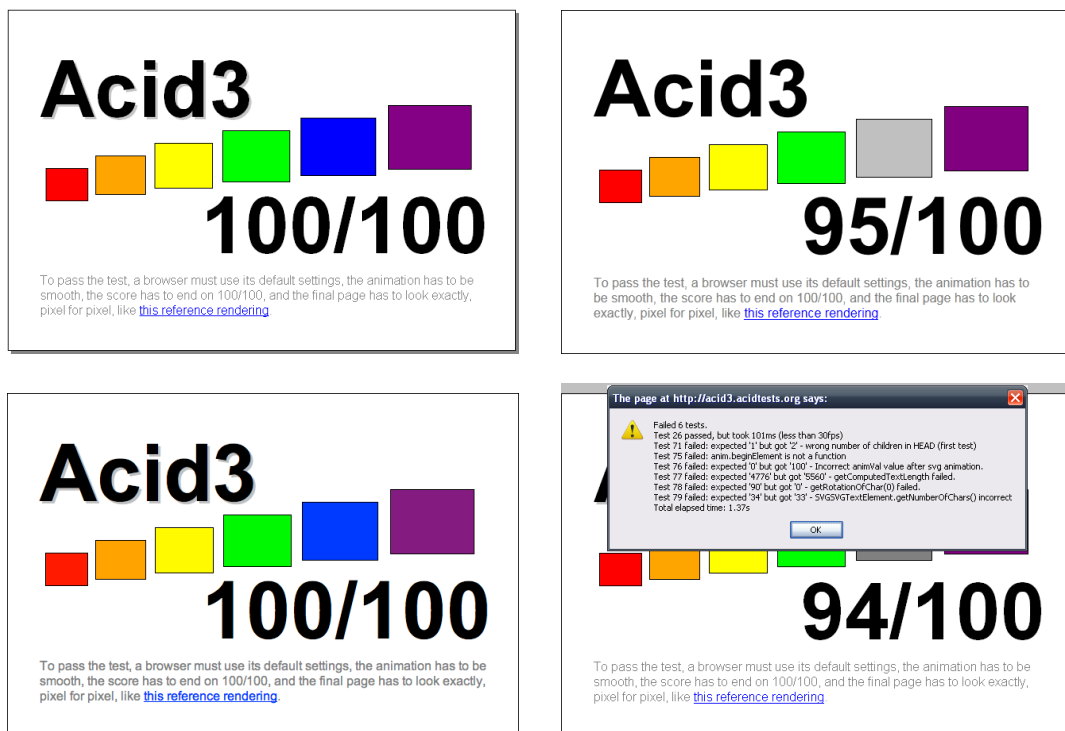 Acid3
100/100
To pass the test, a browser must use its default settings, the animation has to be
smooth, the score has to end on 100/100, and the final page has to look exactly,
pixel for pixel, like this reference rendering.
Acid3
95/100
To pass the test, a browser must use its default settings, the animation has to
be smooth, the score has to end on 100/100, and the final page has to look
exactly, pixel for pixel, like this reference rendering.
Acid3
100/100
To pass the test, a browser must use its default settings, the animation has to be
smooth, the score has to end on 100/100, and the final page has to look exactly,
pixel for pixel, like this reference rendering.
The page at http://acid3.acidtests.org says:
Failed 6 tests.
Test 26 passed, but took 101ms (less than 30fps)
Test 71 failed: expected '1' but got '2' - wrong number of children in HEAD (first test)
Test 75 failed: anim.beginElement is not a function
Test 76 failed: expected '0' but got '100' - Incorrect animVal value after svg animation.
Test 77 failed: expected '4776' but got '5560' - getComputedTextLength failed.
Test 78 failed: expected '90' but got '0' - getRotationOfChar(0) failed.
Test 79 failed: expected '34' but got '33' - SVGSVGTextElement.getNumberOfChars() incorrect
Total elapsed time: 1.37s
OK
94/100
To pass the test, a browser must use its default settings, the animation has to be
smooth, the score has to end on 100/100, and the final page has to look exactly,
pixel for pixel, like this reference rendering.